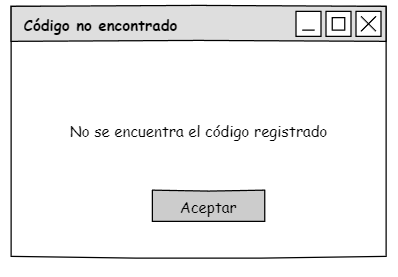 Código no encontrado
No se encuentra el código registrado
Aceptar